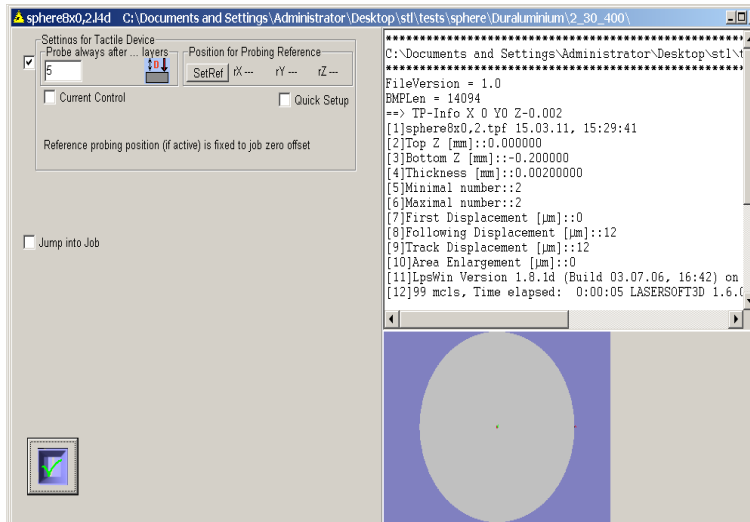 sphere8x0,2.l4d C:\Documents and Settings\Administrator\Desktop\stl\tests\sphere\Duraluminium\2_30_400\
Settings for Tactile Device
Probe always after ... layers
5
Position for Probing Reference
SetRef rX --- rY --- rZ ---
Current Control
Quick Setup
Reference probing position (if active) is fixed to job zero offset
Jump into Job
**************************************************
C:\Documents and Settings\Administrator\Desktop\stl\t
**************************************************
FileVersion = 1.0
BMPLen = 14094
==> TP-Info X 0 Y0 Z-0.002
[1]sphere8x0,2.tpf 15.03.11, 15:29:41
[2]Top Z [mm]::0.000000
[3]Bottom Z [mm]::-0.200000
[4]Thickness [mm]::0.00200000
[5]Minimal number::2
[6]Maximal number::2
[7]First Displacement [µm]::0
[8]Following Displacement [µm]::12
[9]Track Displacement [µm]::12
[10]Area Enlargement [µm]::0
[11]LpsWin Version 1.8.1d (Build 03.07.06, 16:42) on
[12]99 mcls, Time elapsed: 0:00:05 LASERSOFT3D 1.6.0